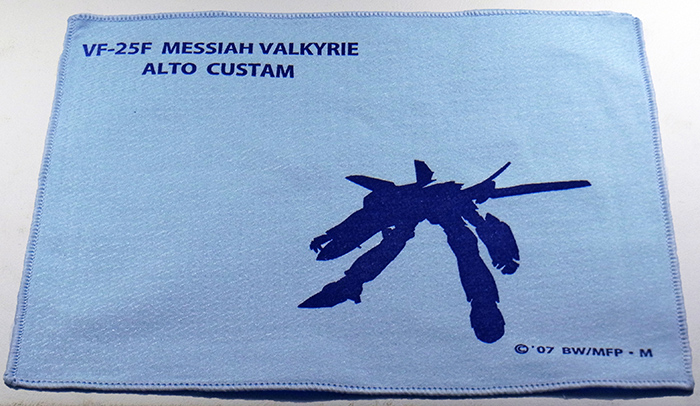 VF-25F MESSIAH VALKYRIE
ALTO CUSTAM
©'07 BW/MFP・M